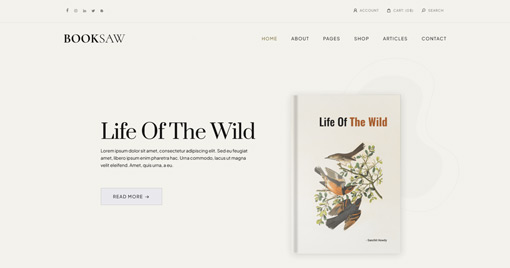 ACCOUNT CART: (0 $) SEARCH
BOOKSAW
HOME ABOUT PAGES SHOP ARTICLES CONTACT
Life Of The Wild
Lorem ipsum dolor sit amet, consectetur adipiscing elit. Sed eu feugiat
amet, libero ipsum enim pharetra hac. Urna commodo, lacus ut magna
velit eleifend. Amet, quis urna, a eu.
READ MORE →
Life Of The Wild